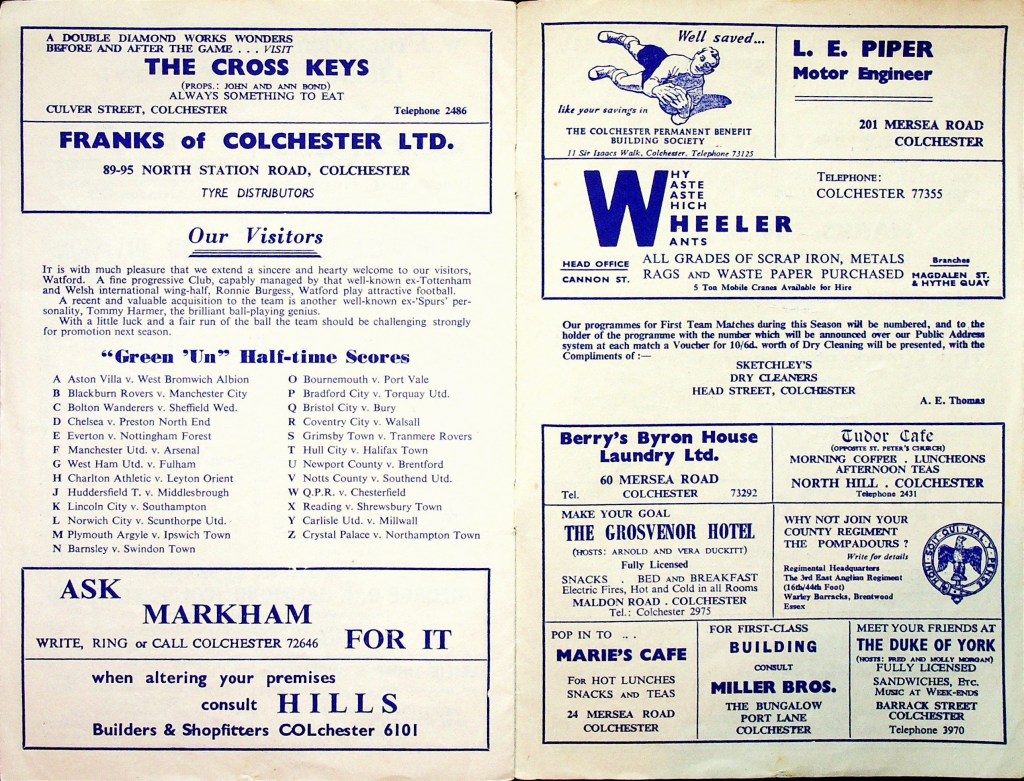 A DOUBLE DIAMOND WORKS WONDERS
BEFORE AND AFTER THE GAME . . . VISIT
THE CROSS KEYS
(PROPS.: JOHN AND ANN BOND)
ALWAYS SOMETHING TO EAT
CULVER STREET, COLCHESTER Telephone 2486
FRANKS of COLCHESTER LTD.
89-95 NORTH STATION ROAD, COLCHESTER
TYRE DISTRIBUTORS
Our Visitors
IT is with much pleasure that we extend a sincere and hearty welcome to our visitors,
Watford. A fine progressive Club, capably managed by that well-known ex-Tottenham
and Welsh international wing-half, Ronnie Burgess, Watford play attractive football.
A recent and valuable acquisition to the team is another well-known ex-'Spurs' per-
sonality, Tommy Harmer, the brilliant ball-playing genius.
With a little luck and a fair run of the ball the team should be challenging strongly
for promotion next season.
"Green 'Un" Half-time Scores
A Aston Villa v. West Bromwich Albion
B Blackburn Rovers v. Manchester City
C Bolton Wanderers v. Sheffield Wed.
D Chelsea v. Preston North End
E Everton v. Nottingham Forest
F Manchester Utd. v. Arsenal
G West Ham Utd. v. Fulham
H Charlton Athletic v. Leyton Orient
J Huddersfield T. v. Middlesbrough
K Lincoln City v. Southampton
L Norwich City v. Scunthorpe Utd.
M Plymouth Argyle v. Ipswich Town
N Barnsley v. Swindon Town
O Bournemouth v. Port Vale
P Bradford City v. Torquay Utd.
Q Bristol City v. Bury
R Coventry City v. Walsall
S Grimsby Town v. Tranmere Rovers
T Hull City v. Halifax Town
U Newport County v. Brentford
V Notts County v. Southend Utd.
W Q.P.R. v. Chesterfield
X Reading v. Shrewsbury Town
Y Carlisle Utd. v. Millwall
Z Crystal Palace v. Northampton Town
ASK
MARKHAM
WRITE, RING or CALL COLCHESTER 72646 FOR IT
when altering your premises
consult HILLS
Builders & Shopfitters COLchester 6101
Well saved...
like your savings in
THE COLCHESTER PERMANENT BENEFIT
BUILDING SOCIETY
11 Sir Isaacs Walk, Colchester. Telephone 73125
L. E. PIPER
Motor Engineer
201 MERSEA ROAD
COLCHESTER
WHY
WASTE
WASTE
WHICH
WHEELER
WANTS
TELEPHONE:
COLCHESTER 77355
HEAD OFFICE
CANNON ST.
ALL GRADES OF SCRAP IRON, METALS
RAGS AND WASTE PAPER PURCHASED
5 Ton Mobile Cranes Available for Hire
Branches
MAGDALEN ST.
& HYTHE QUAY
Our programmes for First Team Matches during this Season will be numbered, and to the
holder of the programme with the number which will be announced over our Public Address
system at each match a Voucher for 10/6d. worth of Dry Cleaning will be presented, with the
Compliments of :—
SKETCHLEY'S
DRY CLEANERS
HEAD STREET, COLCHESTER
A. E. Thomas
Berry's Byron House
Laundry Ltd.
60 MERSEA ROAD
Tel. COLCHESTER 73292
Tudor Cafe
(OPPOSITE ST. PETER'S CHURCH)
MORNING COFFEE . LUNCHEONS
AFTERNOON TEAS
NORTH HILL . COLCHESTER
Telephone 2431
MAKE YOUR GOAL
THE GROSVENOR HOTEL
(HOSTS: ARNOLD AND VERA DUCKITT)
Fully Licensed
SNACKS . BED AND BREAKFAST
Electric Fires, Hot and Cold in all Rooms
MALDON ROAD . COLCHESTER
Tel.: Colchester 2975
WHY NOT JOIN YOUR
COUNTY REGIMENT
THE POMPADOURS ?
Write for details
Regimental Headquarters
The 3rd East Anglian Regiment
(16th/44th Foot)
Warley Barracks, Brentwood
Essex
HONI SOIT QUI MAL Y PENSE
POP IN TO . . .
MARIE'S CAFE
FOR HOT LUNCHES
SNACKS AND TEAS
24 MERSEA ROAD
COLCHESTER
FOR FIRST-CLASS
BUILDING
CONSULT
MILLER BROS.
THE BUNGALOW
PORT LANE
COLCHESTER
MEET YOUR FRIENDS AT
THE DUKE OF YORK
(HOSTS: FRED AND MOLLY MORGAN)
FULLY LICENSED
SANDWICHES, ETC.
MUSIC AT WEEK-ENDS
BARRACK STREET
COLCHESTER
Telephone 3970